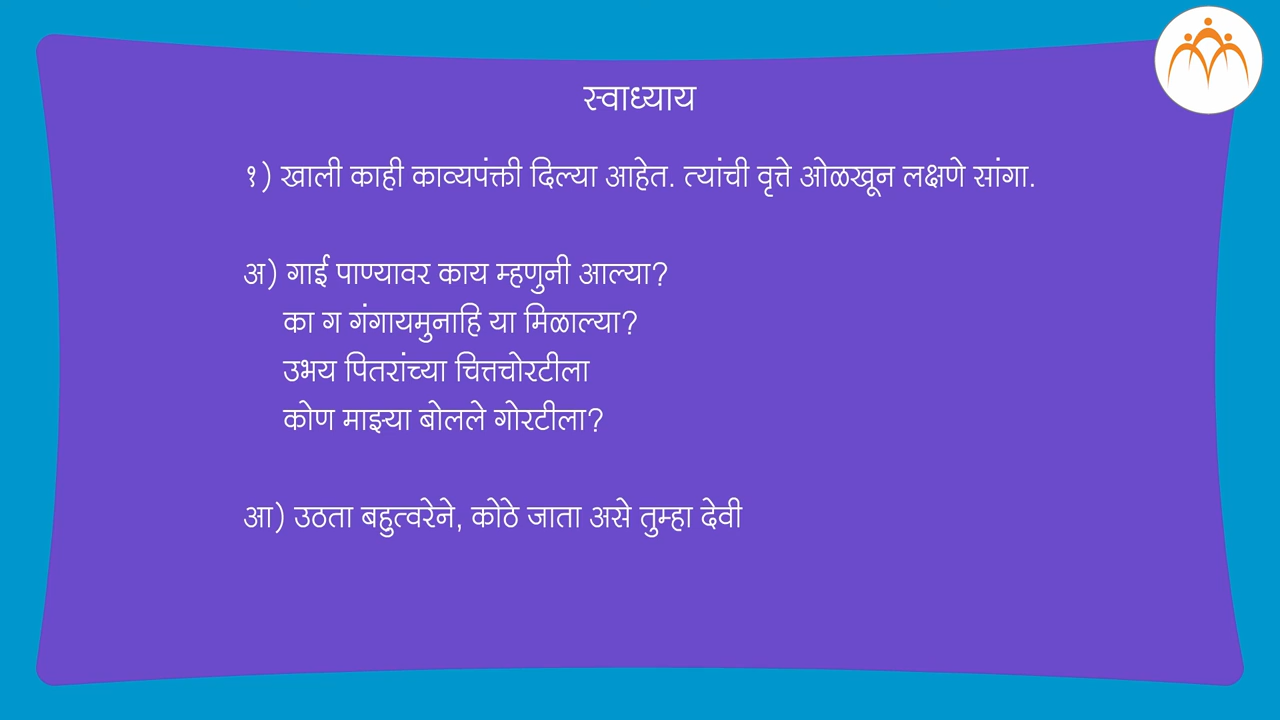 स्वाध्याय
१) खाली काही काव्यपंक्ती दिल्या आहेत. त्यांची वृत्ते ओळखून लक्षणे सांगा.
अ) गाई पाण्यावर काय म्हणुनी आल्या?
का ग गंगायमुनाहि या मिळाल्या?
उभय पितरांच्या चित्तचोरटीला
कोण माझ्या बोलले गोरटीला?
आ) उठता बहुत्वरेने, कोठे जाता असे तुम्हा देवी